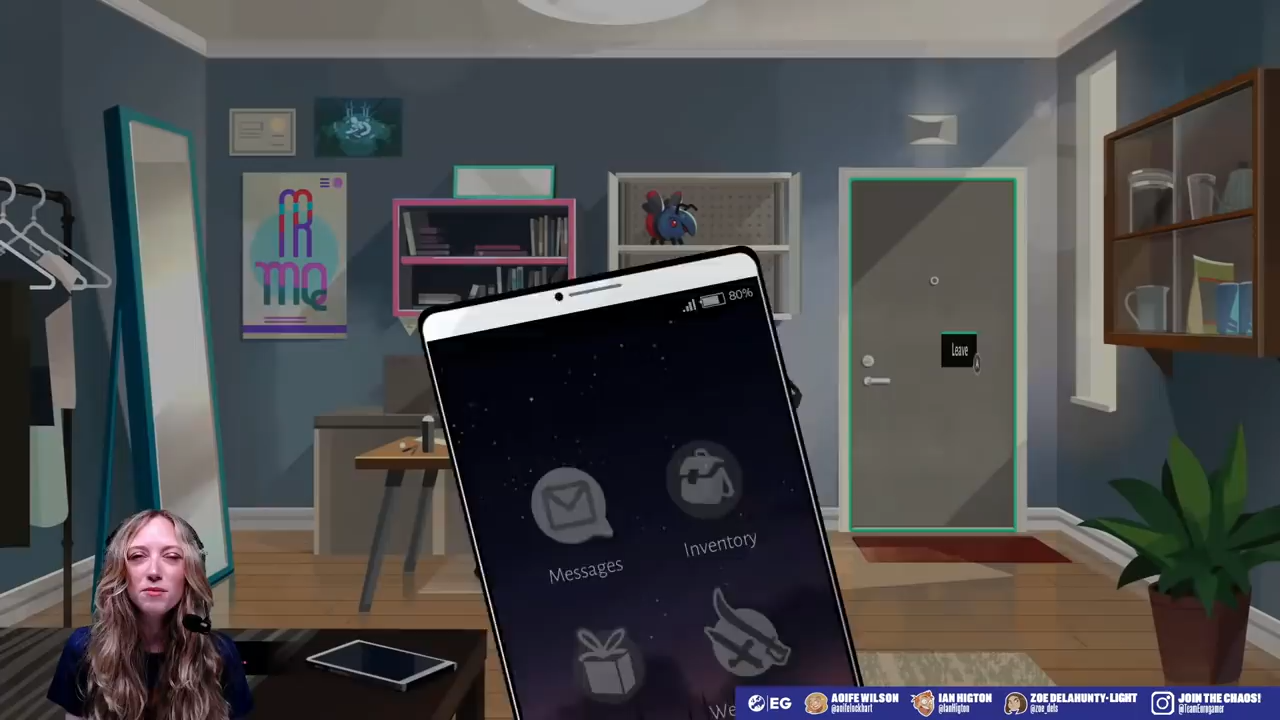 80%
Leave
Messages
Inventory
We
EG
AOIFE WILSON
@aoifelockhart
IAN HIGTON
@IanHigton
ZOE DELAHUNTY-LIGHT
@zoe_dels
JOIN THE CHAOS!
@TeamEurogamer